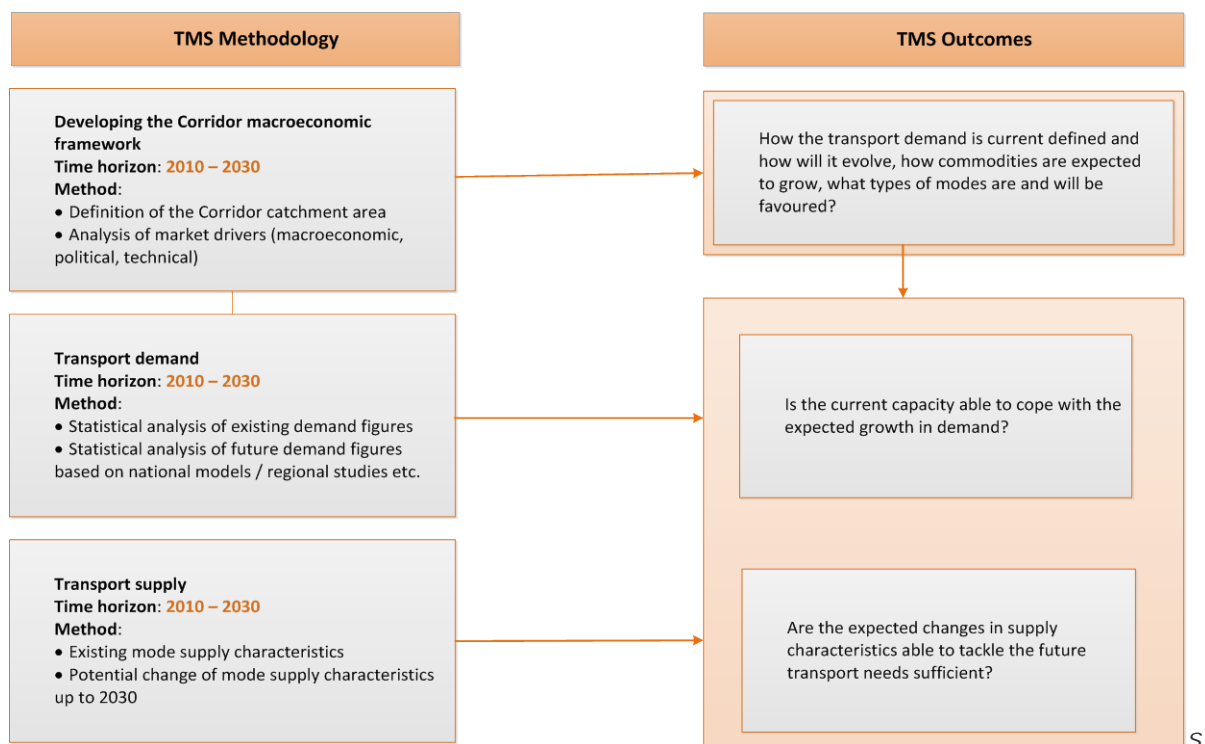 TMS Methodology
TMS Outcomes
Developing the Corridor macroeconomic
framework
Time horizon: 2010 – 2030
Method:
• Definition of the Corridor catchment area
• Analysis of market drivers (macroeconomic,
political, technical)
How the transport demand is current defined and
how will it evolve, how commodities are expected
to grow, what types of modes are and will be
favoured?
Transport demand
Time horizon: 2010 – 2030
Method:
• Statistical analysis of existing demand figures
• Statistical analysis of future demand figures
based on national models / regional studies etc.
Is the current capacity able to cope with the
expected growth in demand?
Transport supply
Time horizon: 2010 – 2030
Method:
• Existing mode supply characteristics
• Potential change of mode supply characteristics
up to 2030
Are the expected changes in supply
characteristics able to tackle the future
transport needs sufficient?
s